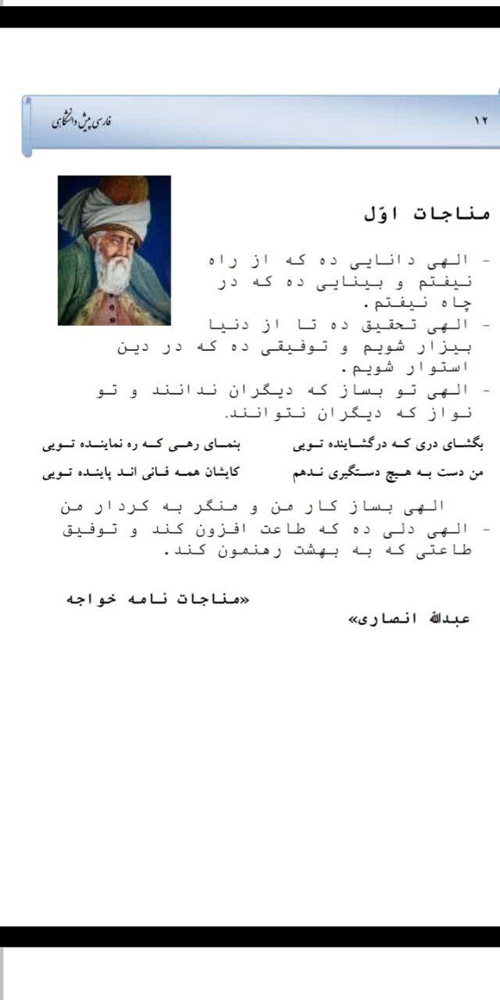 ۱۲
فارسی پیش دانشگاهی
مناجات اوّل
- الهی دانایی ده که از راه
نیفتم و بینایی ده که در
چاه نیفتم.
- الهی تحقیق ده تا از دنیا
بیزار شویم و توفیقی ده که در دین
استوار شویم.
- الهی تو بساز که دیگران ندانند و تو
نواز که دیگران نتوانند.
بگشای دری که درگشاینده تویی بنمای رهی که ره نماینده تویی
من دست به هیچ دستگیری ندهم کایشان همه فانی اند پاینده تویی
الهی بساز کار من و منگر به کردار من
- الهی دلی ده که طاعت افزون کند و توفیق
طاعتی که به بهشت رهنمون کند.
«مناجات نامه خواجه
عبدالله انصاری»